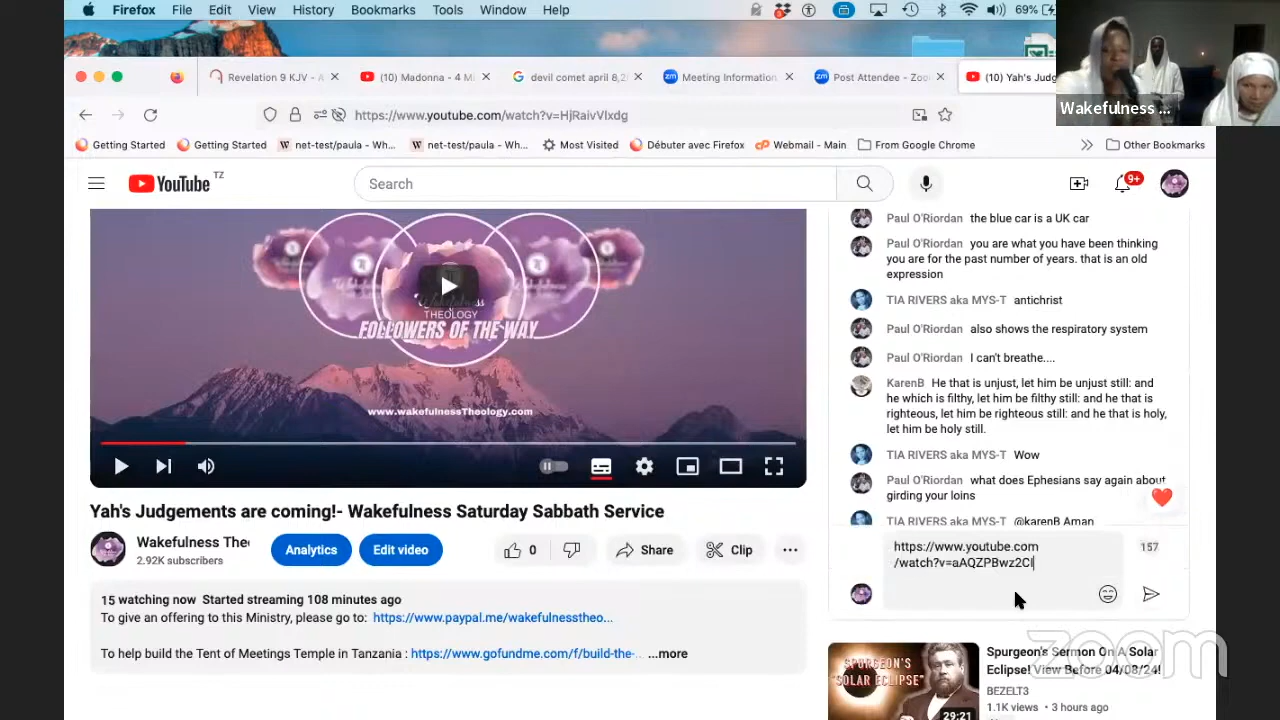 Firefox File Edit View History Bookmarks Tools Window Help 69%
Revelation 9 KJV - (10) Madonna - 4 devil comet april 8, Meeting Information Post Attendee - Zo (10) Yah's Jud
Wakefulness ...
https://www.youtube.com/watch?v=HjRaivVlxdg
Getting Started Getting Started net-test/paula - Wh... net-test/paula - Wh... Most Visited Débuter avec Firefox Webmail - Main From Google Chrome Other Bookmarks
YouTube TZ
Search
9+
Wakefulness
THEOLOGY
FOLLOWERS OF THE WAY
www.wakefulnessTheology.com
Yah's Judgements are coming!- Wakefulness Saturday Sabbath Service
Wakefulness The
2.92K subscribers
Analytics Edit video 0 Share Clip
15 watching now Started streaming 108 minutes ago
To give an offering to this Ministry, please go to: https://www.paypal.me/wakefulnesstheo...
To help build the Tent of Meetings Temple in Tanzania : https://www.gofundme.com/f/build-the-... ...more
Paul O'Riordan the blue car is a UK car
Paul O'Riordan you are what you have been thinking
you are for the past number of years. that is an old
expression
TIA RIVERS aka MYS-T antichrist
Paul O'Riordan also shows the respiratory system
Paul O'Riordan I can't breathe....
KarenB He that is unjust, let him be unjust still: and
he which is filthy, let him be filthy still: and he that is
righteous, let him be righteous still: and he that is holy,
let him be holy still.
TIA RIVERS aka MYS-T Wow
Paul O'Riordan what does Ephesians say again about
girding your loins
TIA RIVERS aka MYS-T @karenB Aman
https://www.youtube.com
/watch?v=aAQZPBwz2CI
157
SPURGEON'S
"SOLAR ECLIPSE"
29:21
Spurgeon's Sermon On A Solar
Eclipse! View Before 04/08/24!
BEZELT3
1.1K views • 3 hours ago
zoom